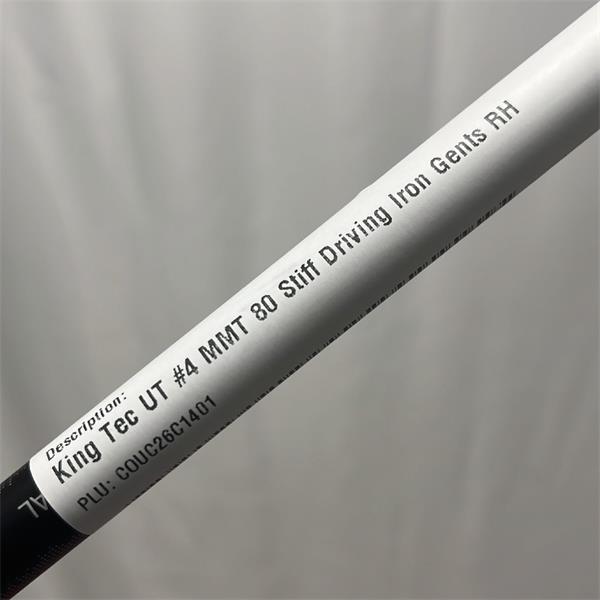 Description:
King Tec UT #4 MMT 80 Stiff Driving Iron Gents RH
PLU: COUC26C1401